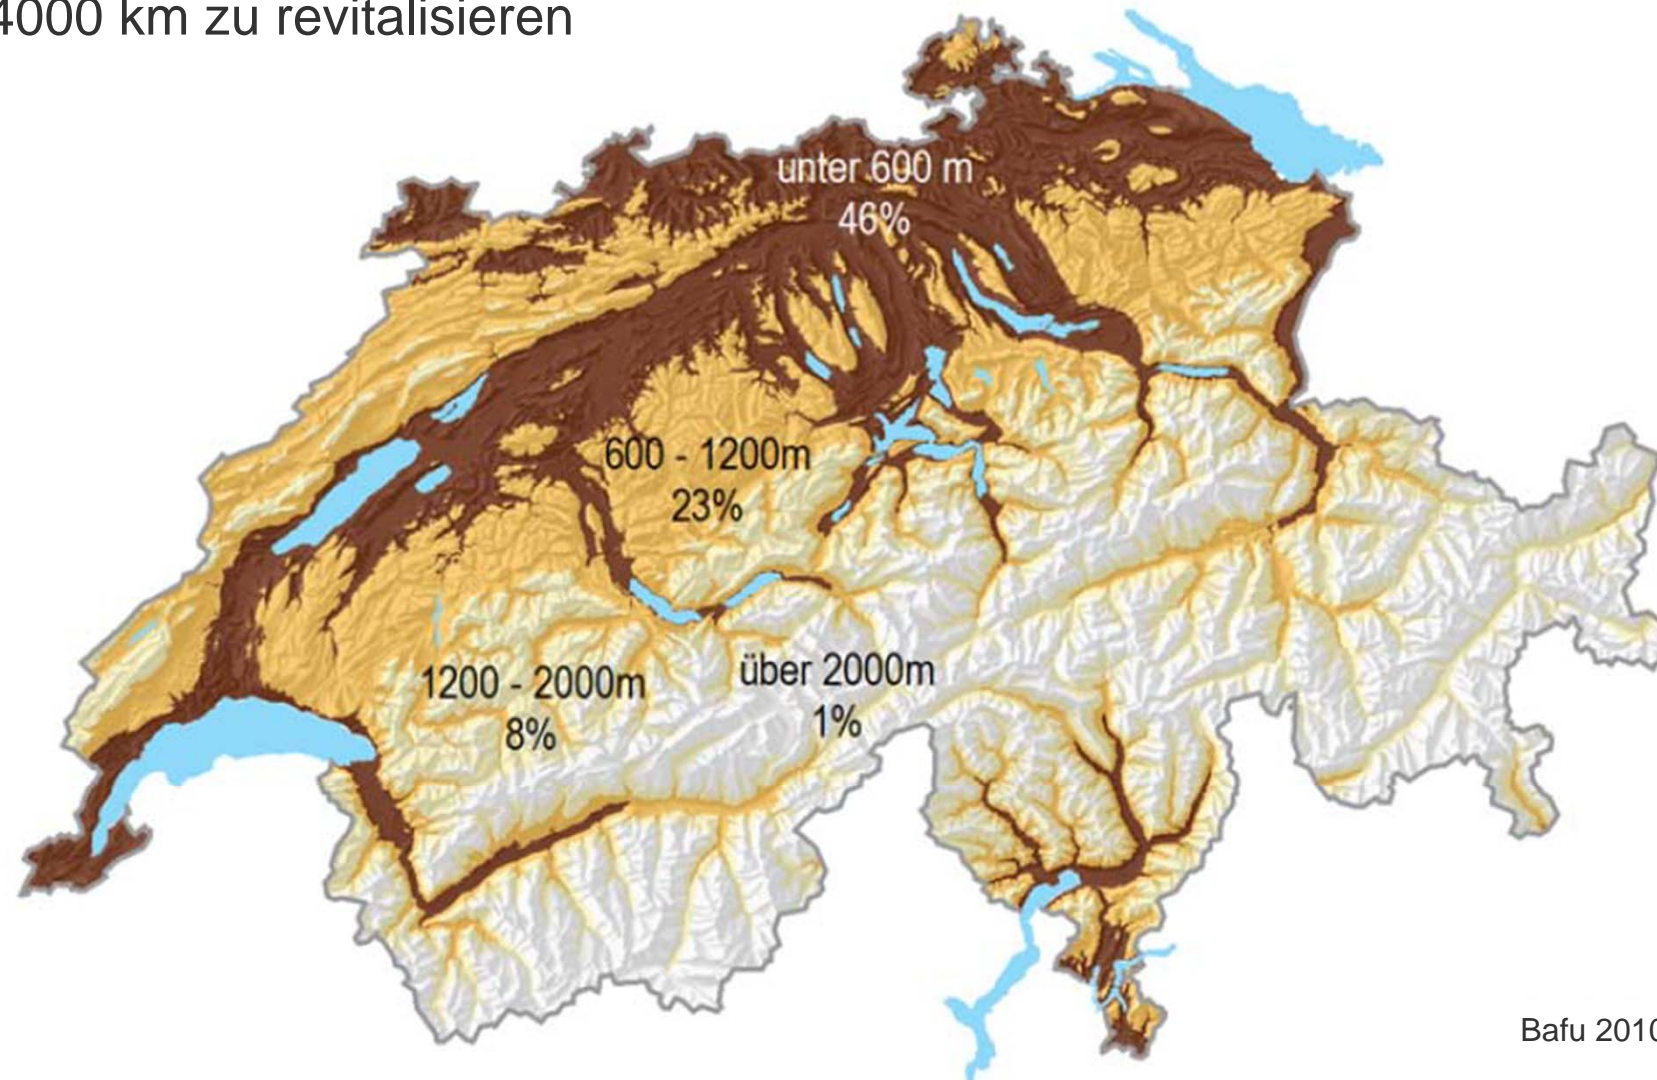 4000 km zu revitalisieren
unter 600 m
46%
600 - 1200m
23%
1200 - 2000m
8%
über 2000m
1%
Bafu 2010